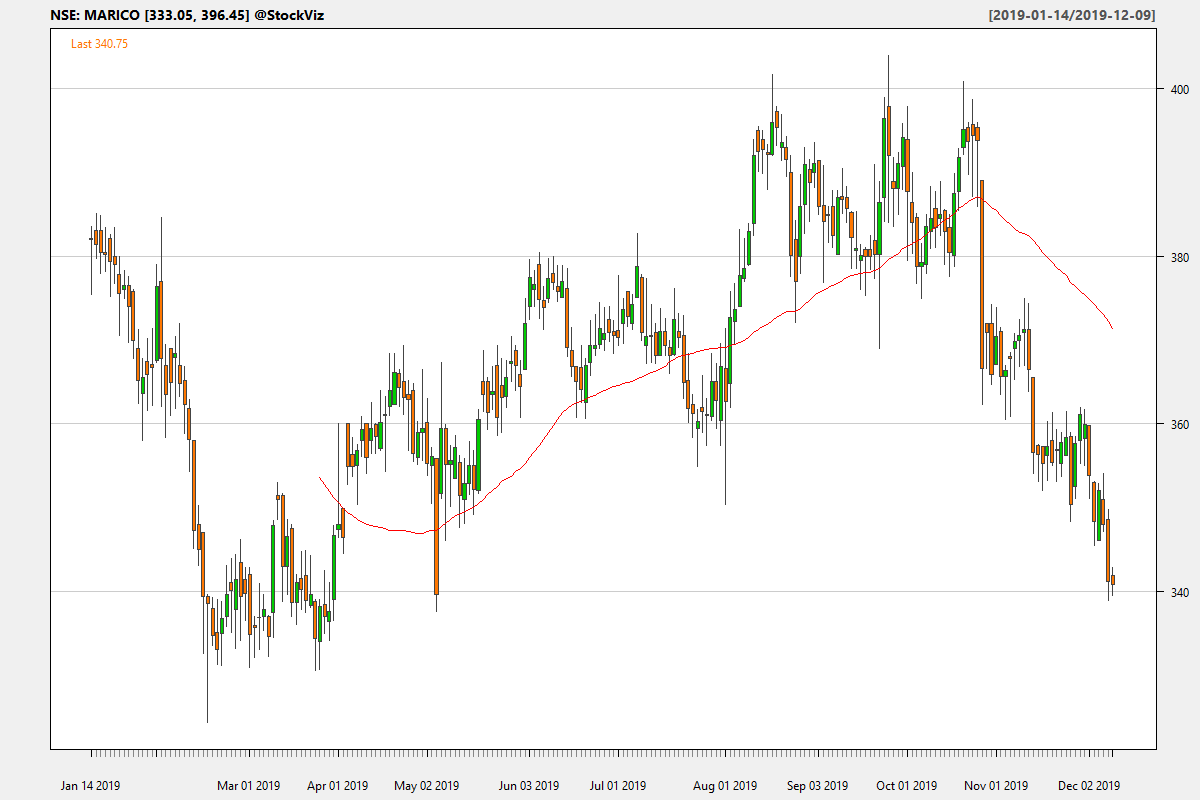 NSE: MARICO [333.05, 396.45] @StockViz
[2019-01-14/2019-12-09]
Last 340.75
400
380
360
340
Jan 14 2019
Mar 01 2019
Apr 01 2019
May 02 2019
Jun 03 2019
Jul 01 2019
Aug 01 2019
Sep 03 2019
Oct 01 2019
Nov 01 2019
Dec 02 2019